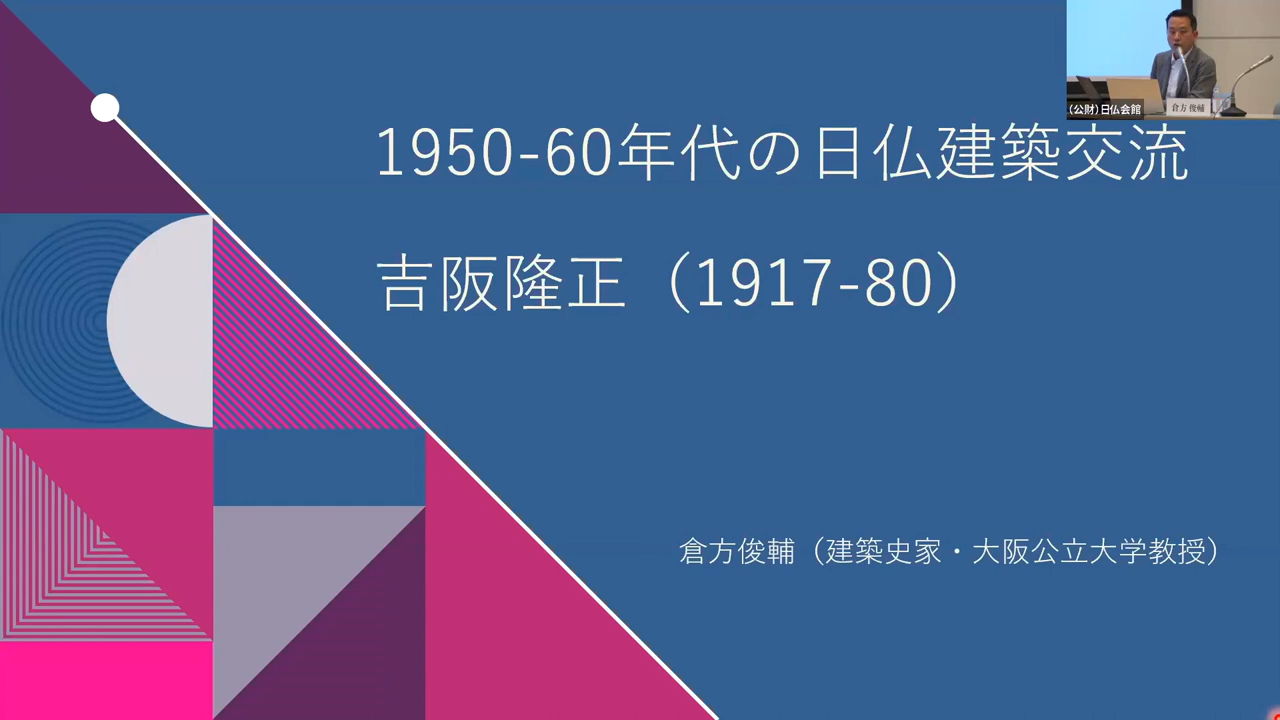 1950-60年代の日仏建築交流
吉阪隆正（1917-80）
倉方俊輔（建築史家・大阪公立大学教授）
（公財）日仏会館
倉方 俊輔